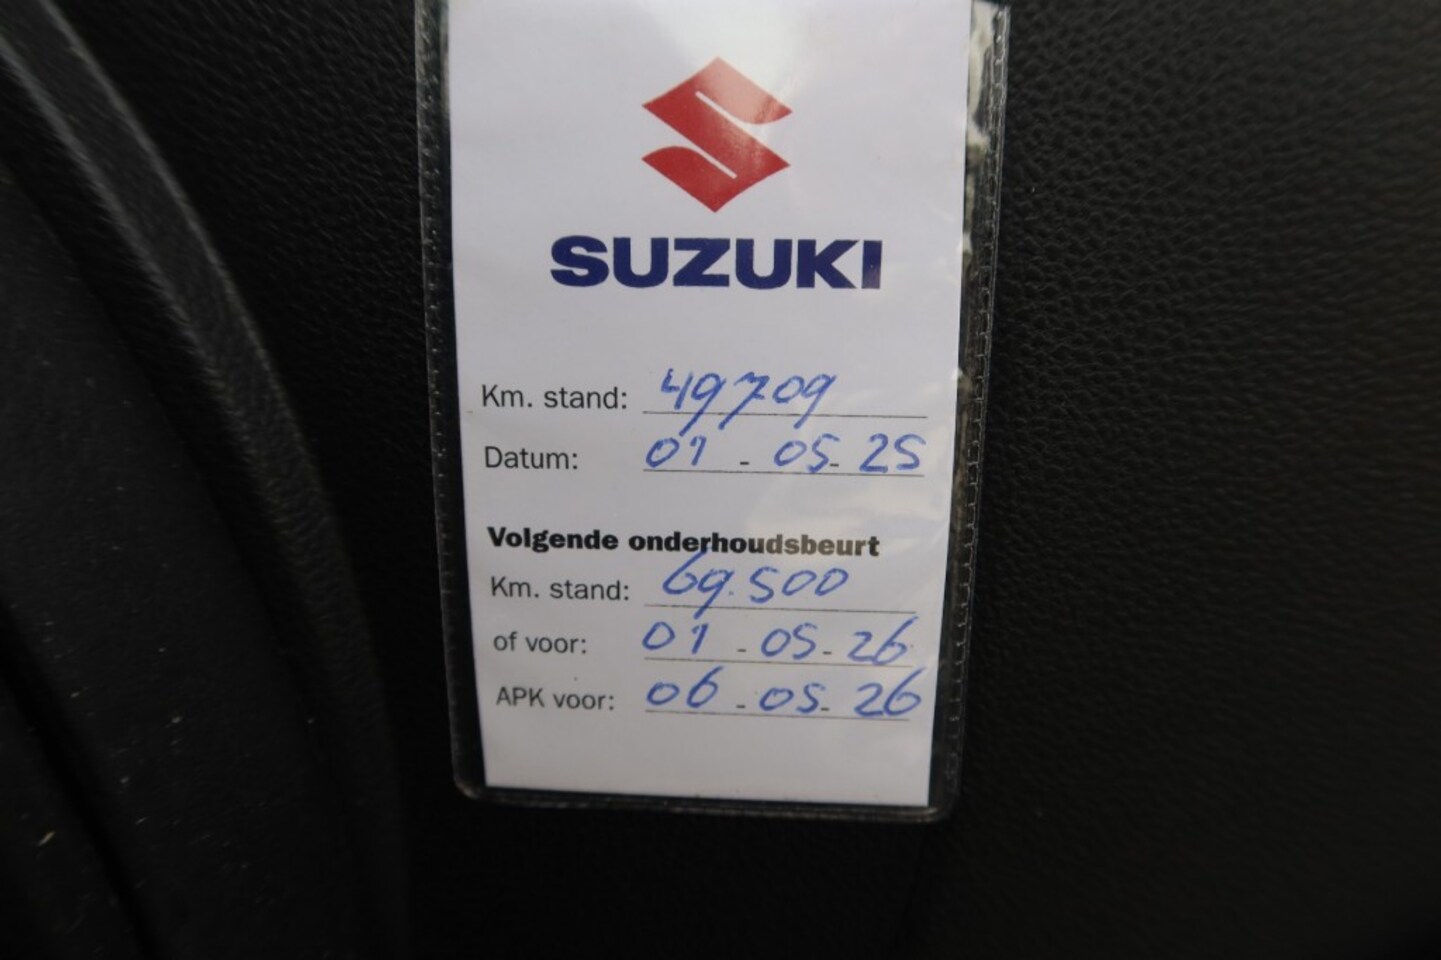 SUZUKI
Km. stand: 49709
Datum: 01 - 05 - 25
Volgende onderhoudsbeurt
Km. stand: 69.500
of voor: 01 - 05 - 26
APK voor: 06 - 05 - 26